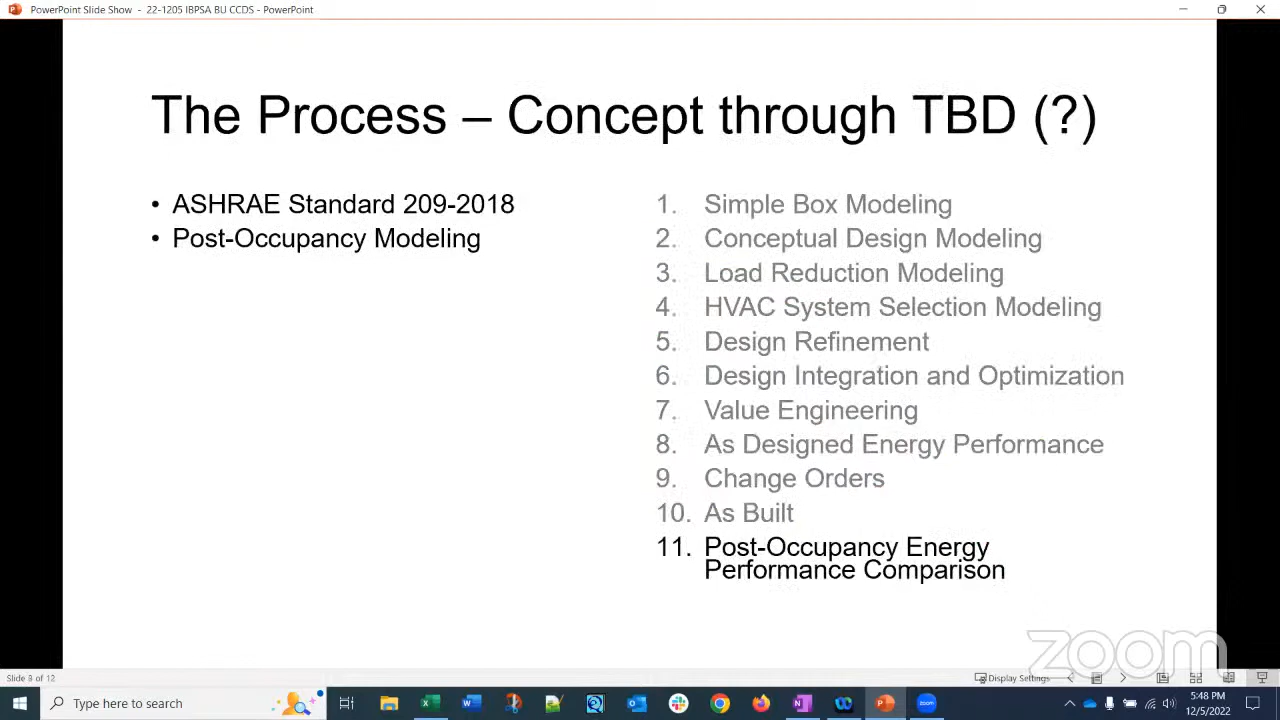 PowerPoint Slide Show - 22-1205 IBPSA BU CCDS - PowerPoint
The Process – Concept through TBD (?)
• ASHRAE Standard 209-2018
• Post-Occupancy Modeling
1. Simple Box Modeling
2. Conceptual Design Modeling
3. Load Reduction Modeling
4. HVAC System Selection Modeling
5. Design Refinement
6. Design Integration and Optimization
7. Value Engineering
8. As Designed Energy Performance
9. Change Orders
10. As Built
11. Post-Occupancy Energy
Performance Comparison
zoom
Slide 8 of 12
Display Settings
Type here to search
zoom
5:48 PM
12/5/2022